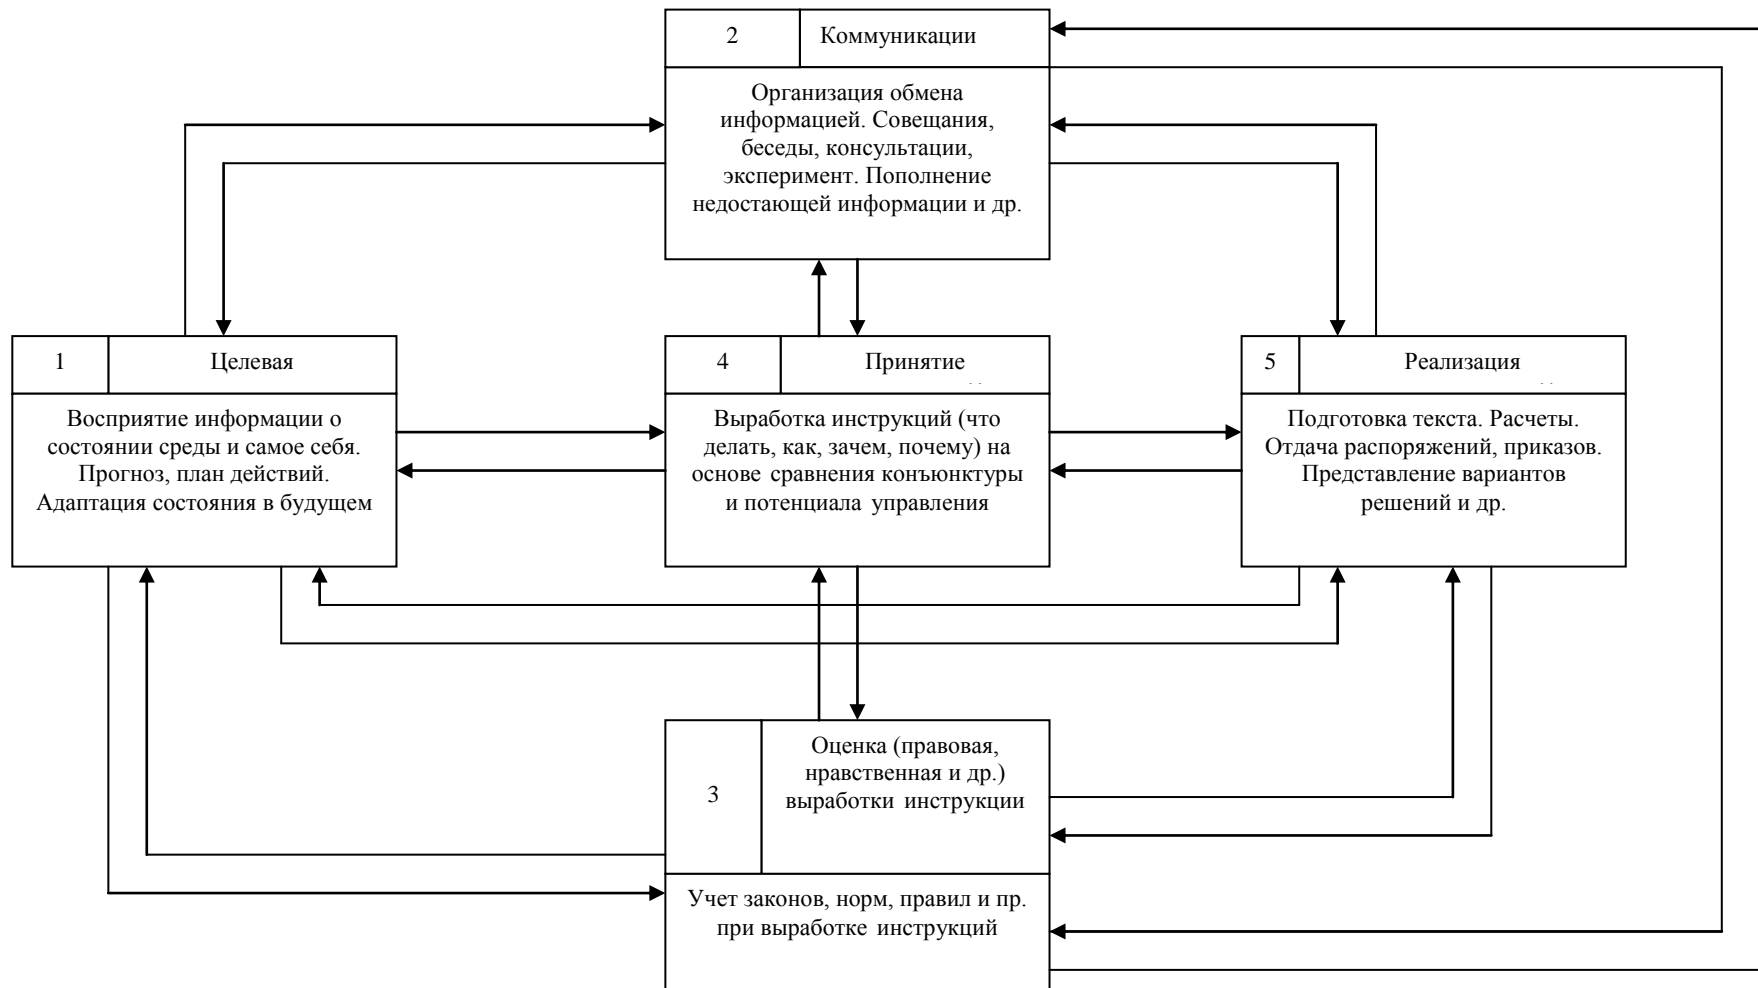 2
Коммуникации
Организация обмена
информацией. Совещания,
беседы, консультации,
эксперимент. Пополнение
недостающей информации и др.
1
Целевая
Восприятие информации о
состоянии среды и самое себя.
Прогноз, план действий.
Адаптация состояния в будущем
4
Принятие
Выработка инструкций (что
делать, как, зачем, почему) на
основе сравнения конъюнктуры
и потенциала управления
5
Реализация
Подготовка текста. Расчеты.
Отдача распоряжений, приказов.
Представление вариантов
решений и др.
3
Оценка (правовая,
нравственная и др.)
выработки инструкции
Учет законов, норм, правил и пр.
при выработке инструкций